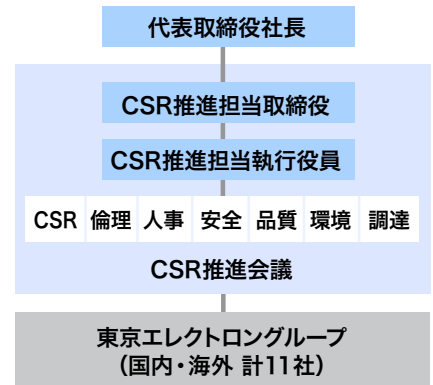 代表取締役社長
CSR推進担当取締役
CSR推進担当執行役員
CSR 倫理 人事 安全 品質 環境 調達
CSR推進会議
東京エレクトロングループ
（国内・海外 計11社）